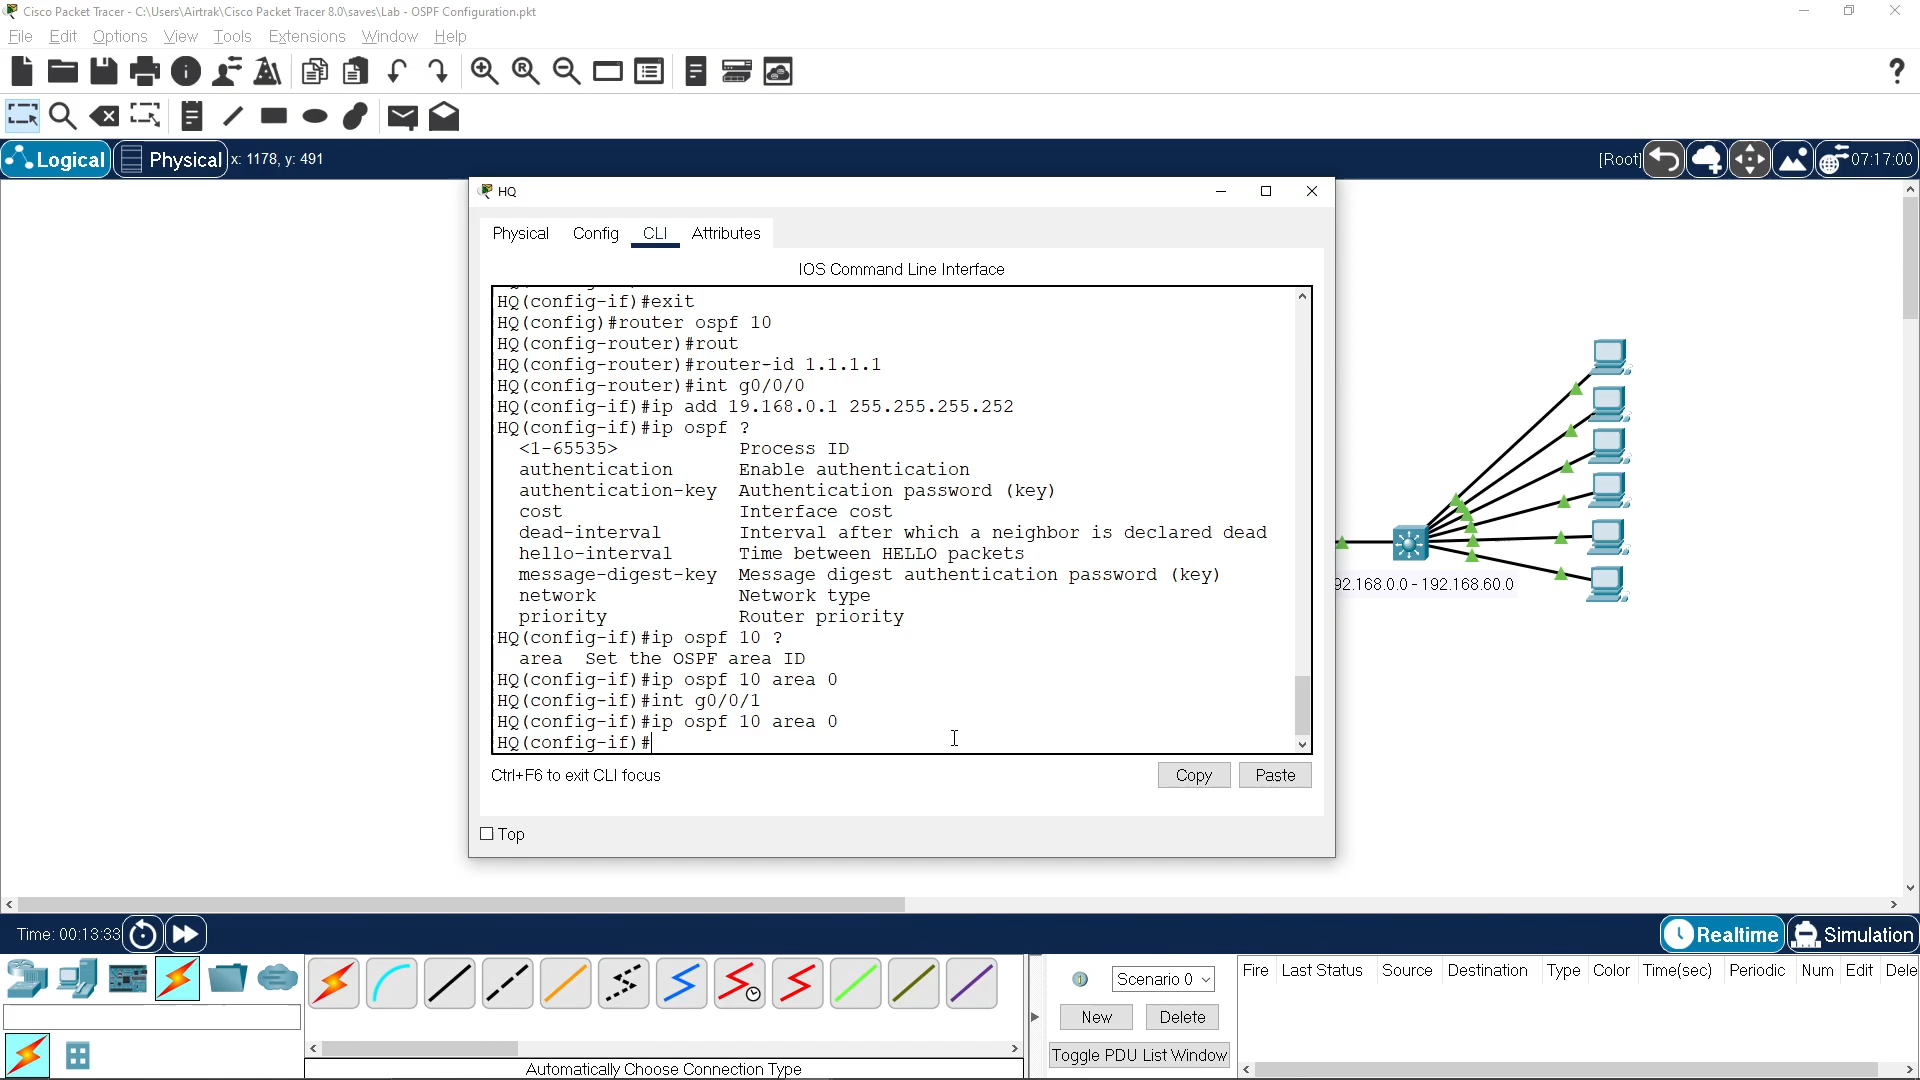 Cisco Packet Tracer - C:\Users\Airtrak\Cisco Packet Tracer 8.0\saves\Lab - OSPF Configuration.pkt
File Edit Options View Tools Extensions Window Help
?
Logical Physical x: 1178, y: 491 [Root] 07:17:00
HQ
Physical Config CLI Attributes
IOS Command Line Interface
HQ(config-if)#exit
HQ(config)#router ospf 10
HQ(config-router)#rout
HQ(config-router)#router-id 1.1.1.1
HQ(config-router)#int g0/0/0
HQ(config-if)#ip add 19.168.0.1 255.255.255.252
HQ(config-if)#ip ospf ?
<1-65535> Process ID
authentication Enable authentication
authentication-key Authentication password (key)
cost Interface cost
dead-interval Interval after which a neighbor is declared dead
hello-interval Time between HELLO packets
message-digest-key Message digest authentication password (key)
network Network type
priority Router priority
HQ(config-if)#ip ospf 10 ?
area Set the OSPF area ID
HQ(config-if)#ip ospf 10 area 0
HQ(config-if)#int g0/0/1
HQ(config-if)#ip ospf 10 area 0
HQ(config-if)#
92.168.0.0 - 192.168.60.0
Ctrl+F6 to exit CLI focus
Copy Paste
Top
Time: 00:13:33 Realtime Simulation
Scenario 0
New Delete
Toggle PDU List Window
Fire Last Status Source Destination Type Color Time(sec) Periodic Num Edit Dele
Automatically Choose Connection Type